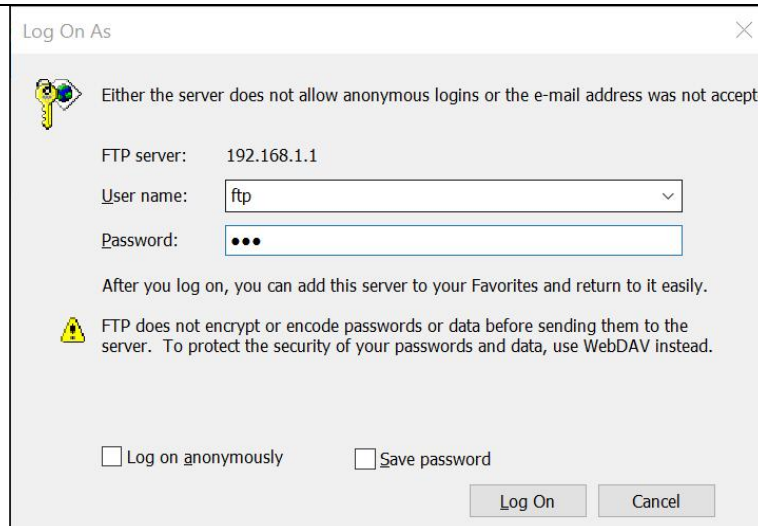 Log On As
Either the server does not allow anonymous logins or the e-mail address was not accept
FTP server: 192.168.1.1
User name: ftp
Password: •••
After you log on, you can add this server to your Favorites and return to it easily.
FTP does not encrypt or encode passwords or data before sending them to the
server. To protect the security of your passwords and data, use WebDAV instead.
Log on anonymously Save password
Log On Cancel